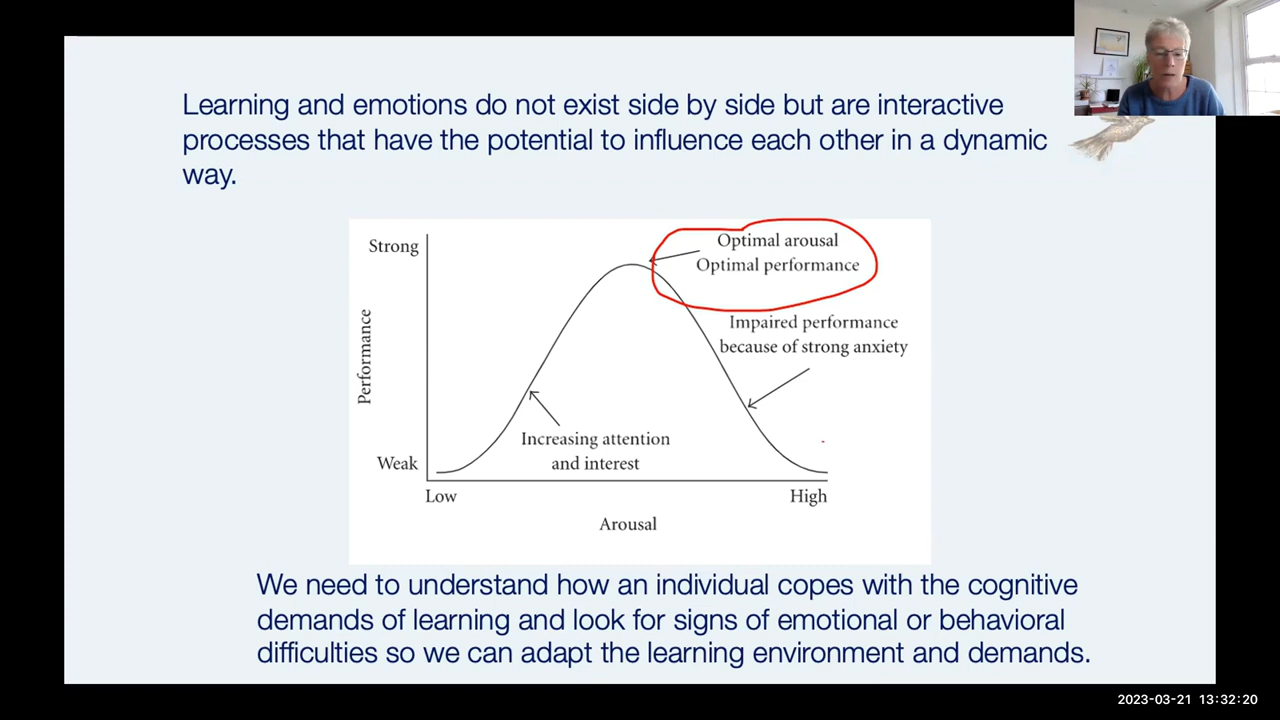 Learning and emotions do not exist side by side but are interactive
processes that have the potential to influence each other in a dynamic
way.
Strong
Optimal arousal
Optimal performance
Impaired performance
because of strong anxiety
Performance
Increasing attention
and interest
Weak
Low
High
Arousal
We need to understand how an individual copes with the cognitive
demands of learning and look for signs of emotional or behavioral
difficulties so we can adapt the learning environment and demands.
2023-03-21 13:32:20